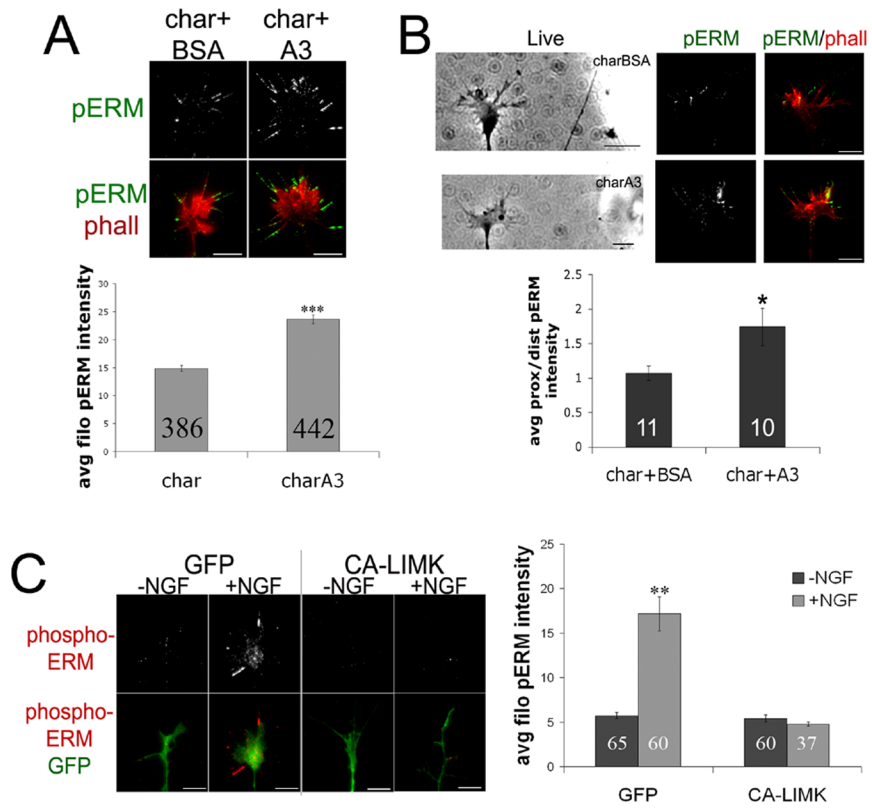 A
char+ BSA
char+ A3
pERM
pERM
phall
avg filo pERM intensity
30
25
20
15
10
5
0
386
442
***
char
charA3
B
Live
pERM
pERM/phall
charBSA
charA3
avg prox/dist pERM
intensity
2.5
2
1.5
1
0.5
0
11
10
*
char+BSA
char+A3
C
GFP
CA-LIMK
-NGF
+NGF
-NGF
+NGF
phospho-
ERM
phospho-
ERM
GFP
avg filo pERM intensity
25
20
15
10
5
0
**
-NGF
+NGF
65
60
60
37
GFP
CA-LIMK